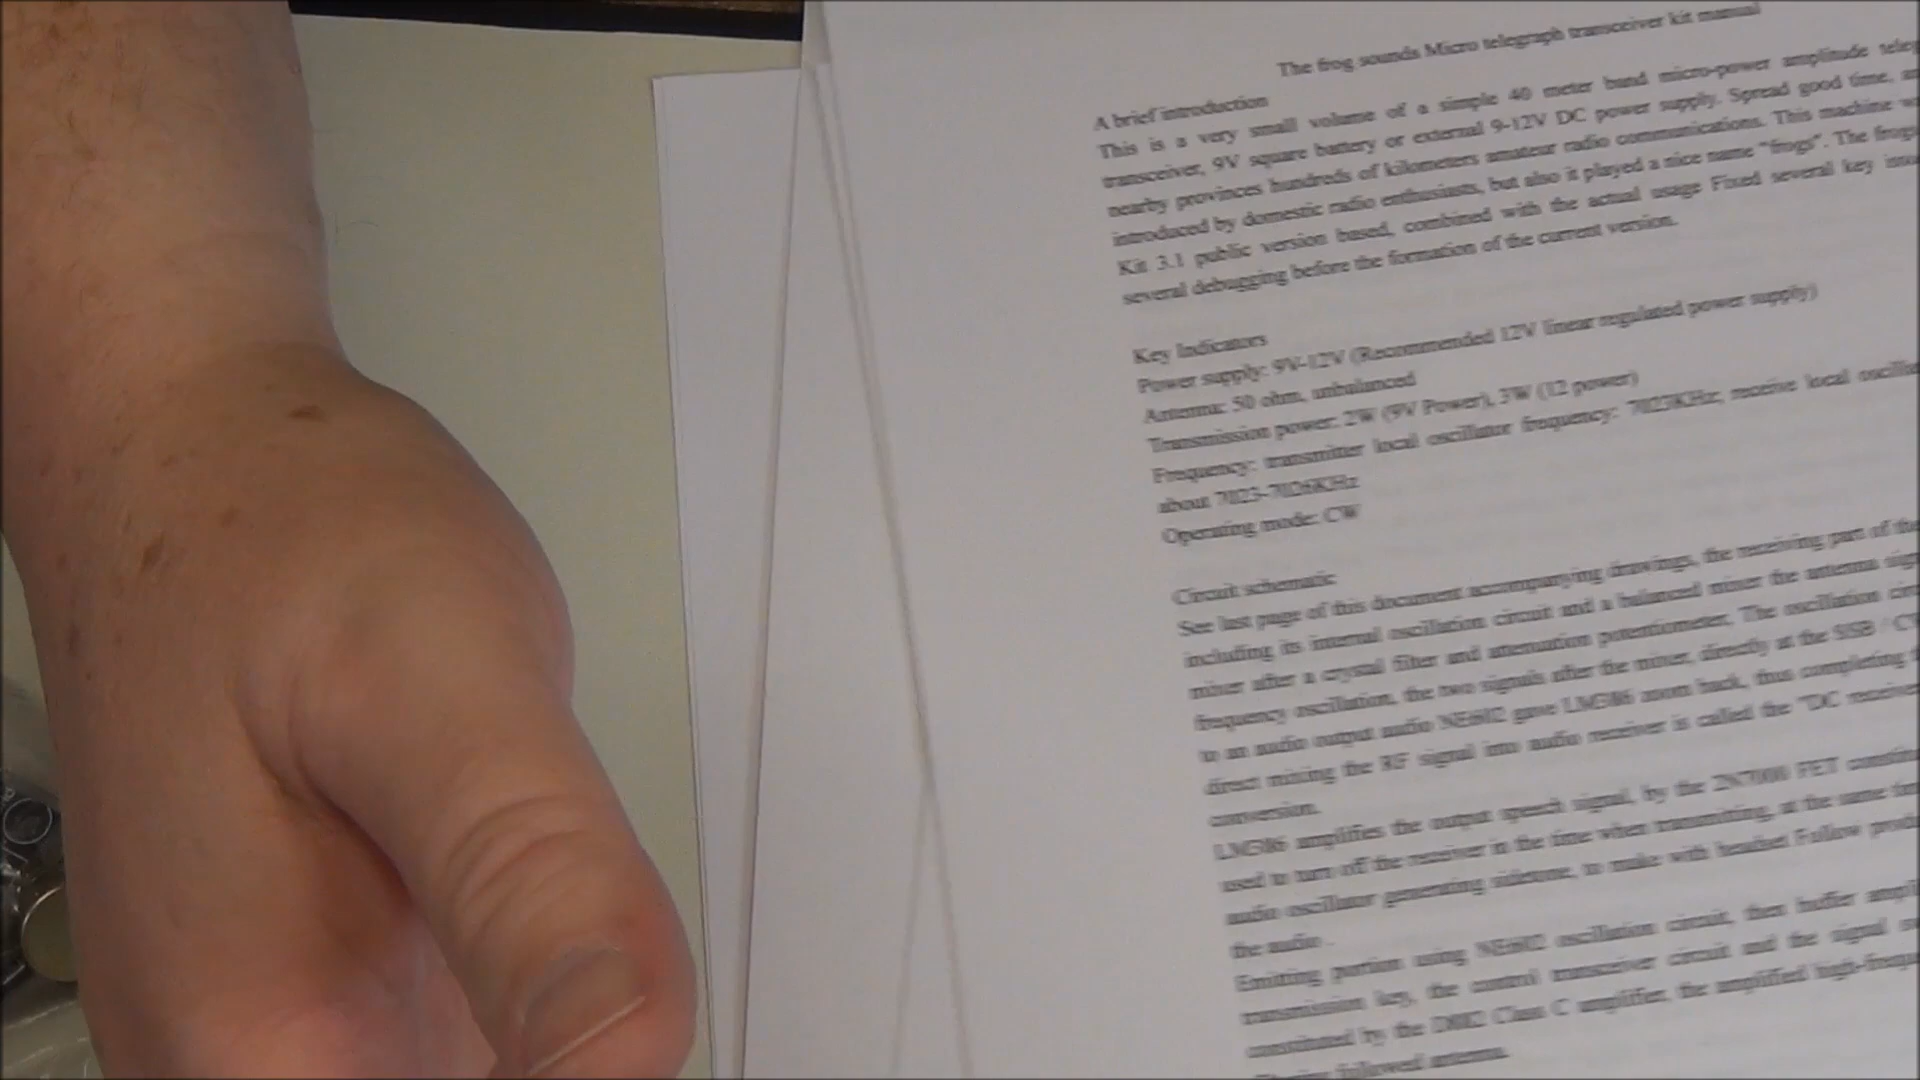 The frog sounds Micro telegraph transceiver kit manual
A brief introduction
This is a very small volume of a simple 40 meter band micro-power amplitude
transceiver, 9V square battery or external 9-12V DC power supply. Spread good time,
nearby provinces hundreds of kilometers amateur radio communications. This machine
introduced by domestic radio enthusiasts, but also it played a nice name "frogs". The
Kit 3.1 public version based, combined with the actual usage Fixed several key
several debugging before the formation of the current version.
Key Indicators
Power supply: 9V-12V (Recommended 12V linear regulated power supply)
Antenna: 50 ohm, unbalanced
Transmission power: 2W (9V Power), 3W (12 power)
Frequency: transmitter local oscillator frequency: 7023KHz, receive local
about 7023-7026KHz
Operating mode: CW
Circuit schematic
See last page of this document accompanying drawings, the receiving part of the
including its internal oscillation circuit and a balanced mixer the antenna
mixer after a crystal filter and attenuation potentiometer, The oscillation
frequency oscillation, the two signals after the mixer, directly at the SSB / CW
to an audio output audio NE602 gave LM386 zoom back, thus completing
direct mixing the RF signal into audio receiver is called the "DC
conversion.
LM386 amplifies the output speech signal, by the 2N7000 FET
used to turn off the receiver in the time when transmitting, at the same
audio oscillator generating sidetone, to make with headset Follow
the audio .
Emitting portion using NE602 oscillation circuit, then buffer
transmission key, the control transceiver circuit and the signal
constituted by the D882 Class C amplifier, the amplified
followed antenna.